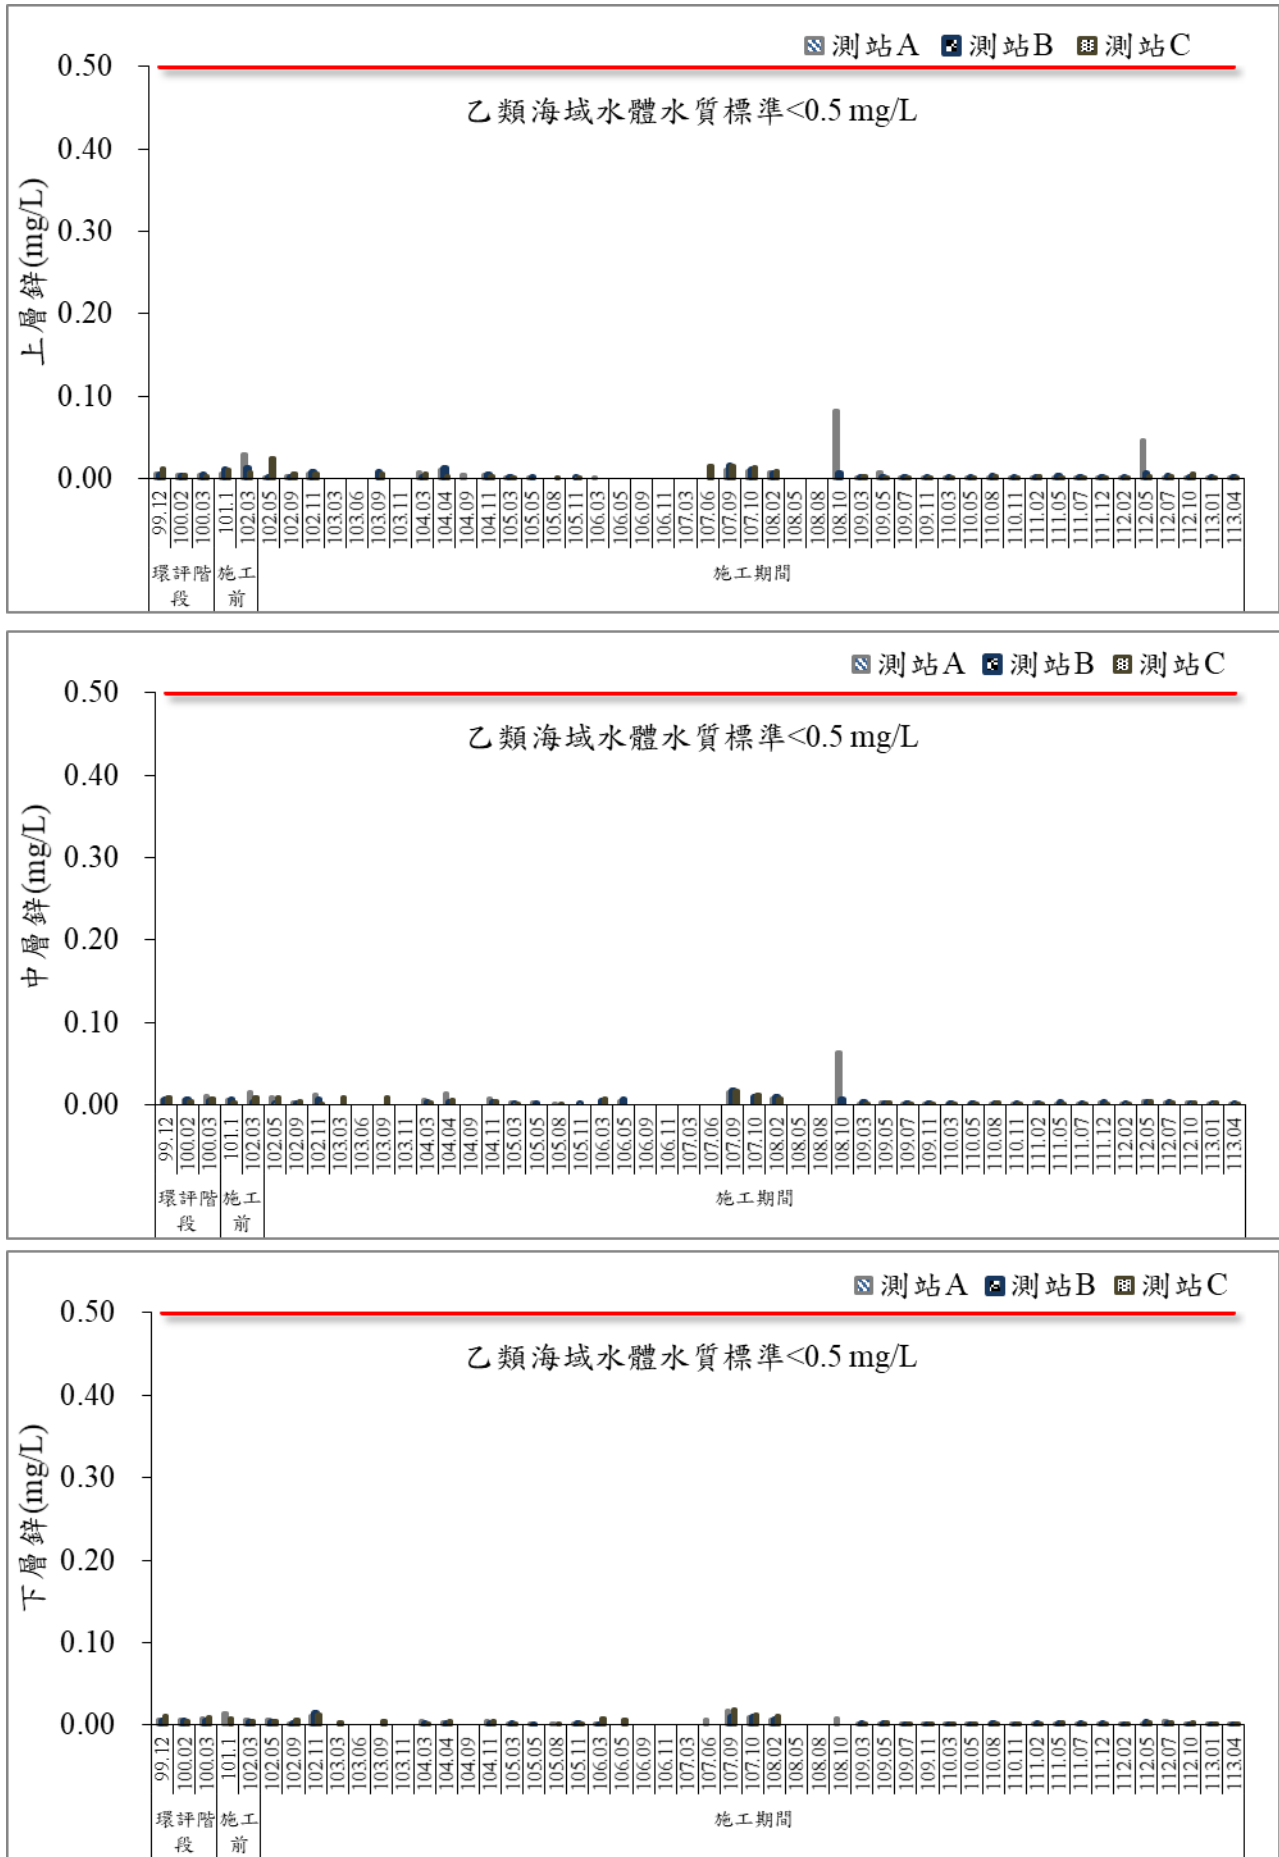 測站A 測站B 測站C
0.50
乙類海域水體水質標準<0.5 mg/L
0.40
0.30
0.20
0.10
0.00
上層鋅(mg/L)
99.12 100.02 100.03 101.1 102.03 102.05 102.09 102.11 103.03 103.06 103.09 103.11 104.03 104.04 104.09 104.11 105.03 105.05 105.08 105.11 106.03 106.05 106.09 106.11 107.03 107.06 107.09 107.10 108.02 108.05 108.08 108.10 109.03 109.05 109.07 109.11 110.03 110.05 110.08 110.11 111.02 111.05 111.07 111.12 112.02 112.05 112.07 112.10 113.01 113.04
環評階段 施工前 施工期間
測站A 測站B 測站C
0.50
乙類海域水體水質標準<0.5 mg/L
0.40
0.30
0.20
0.10
0.00
中層鋅(mg/L)
99.12 100.02 100.03 101.1 102.03 102.05 102.09 102.11 103.03 103.06 103.09 103.11 104.03 104.04 104.09 104.11 105.03 105.05 105.08 105.11 106.03 106.05 106.09 106.11 107.03 107.06 107.09 107.10 108.02 108.05 108.08 108.10 109.03 109.05 109.07 109.11 110.03 110.05 110.08 110.11 111.02 111.05 111.07 111.12 112.02 112.05 112.07 112.10 113.01 113.04
環評階段 施工前 施工期間
測站A 測站B 測站C
0.50
乙類海域水體水質標準<0.5 mg/L
0.40
0.30
0.20
0.10
0.00
下層鋅(mg/L)
99.12 100.02 100.03 101.1 102.03 102.05 102.09 102.11 103.03 103.06 103.09 103.11 104.03 104.04 104.09 104.11 105.03 105.05 105.08 105.11 106.03 106.05 106.09 106.11 107.03 107.06 107.09 107.10 108.02 108.05 108.08 108.10 109.03 109.05 109.07 109.11 110.03 110.05 110.08 110.11 111.02 111.05 111.07 111.12 112.02 112.05 112.07 112.10 113.01 113.04
環評階段 施工前 施工期間